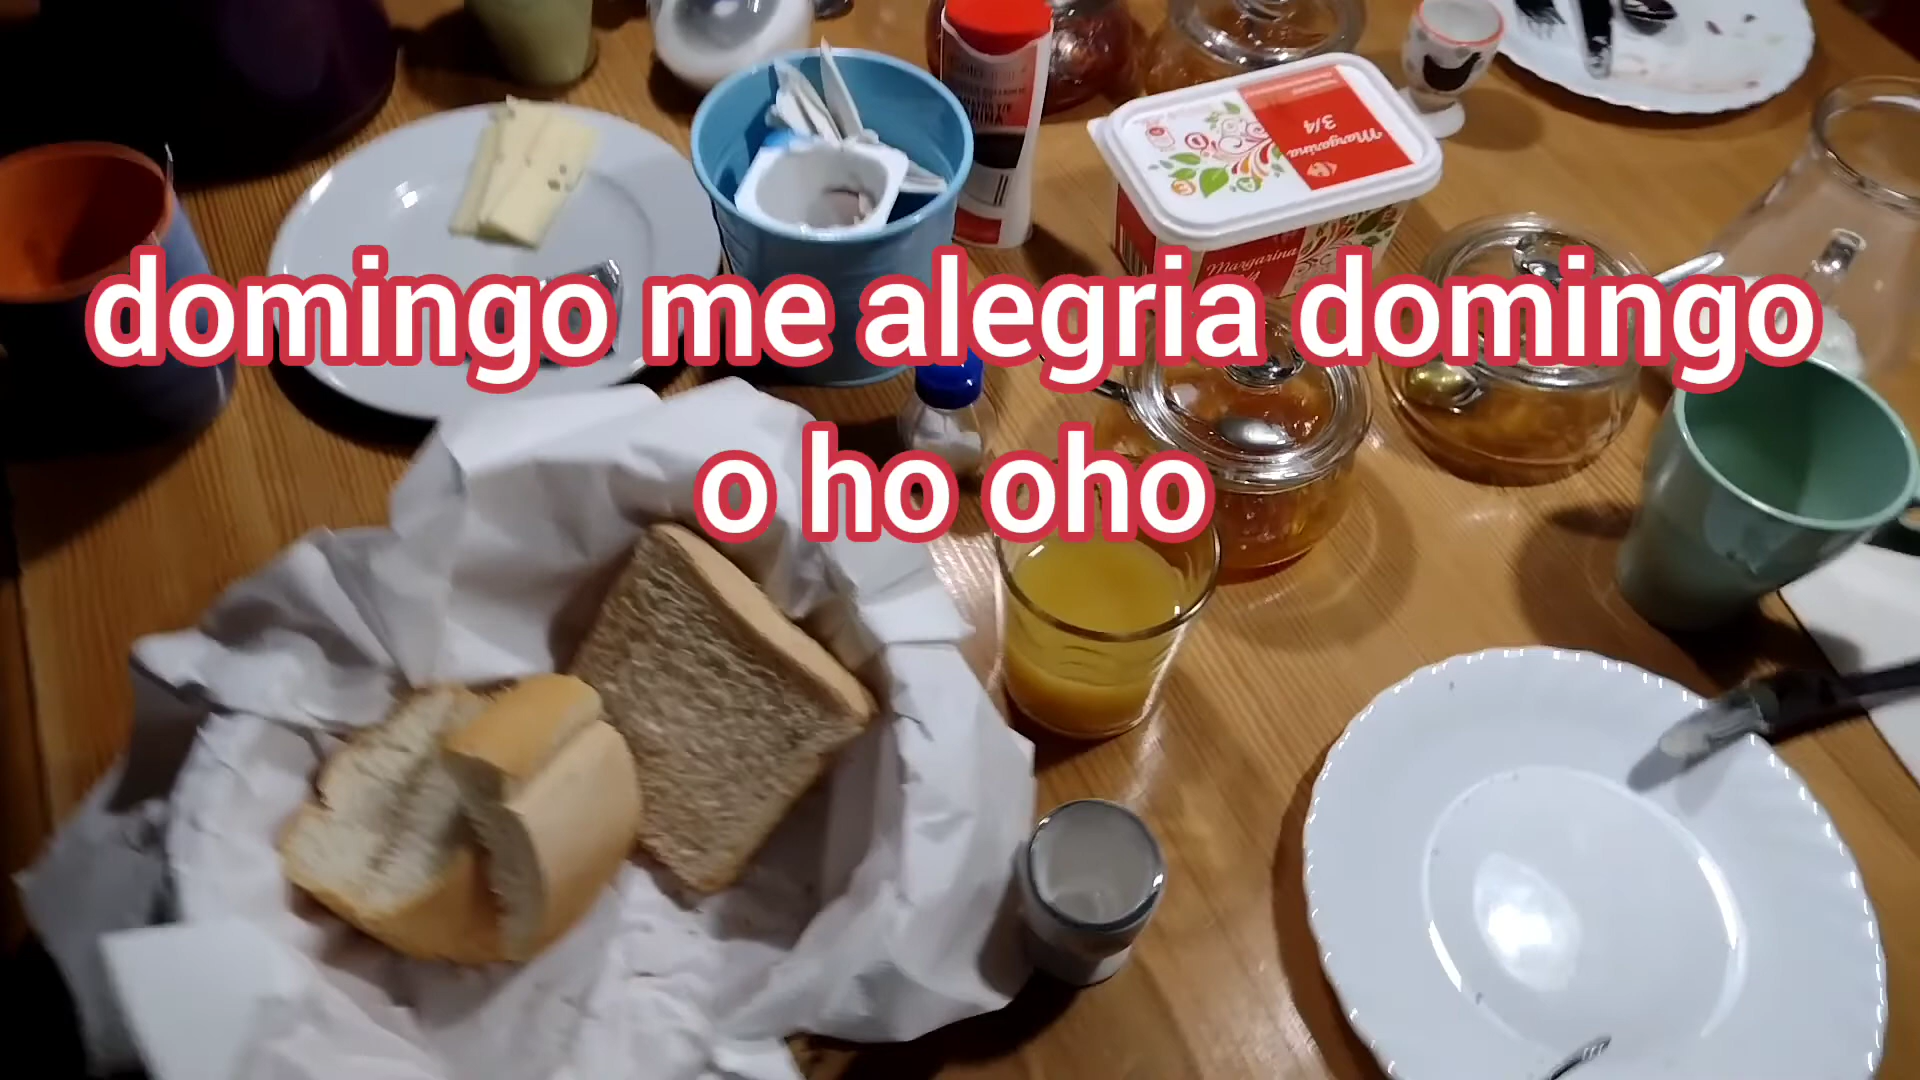 Margarina
3/4
Margarina
domingo me alegria domingo
o ho oho